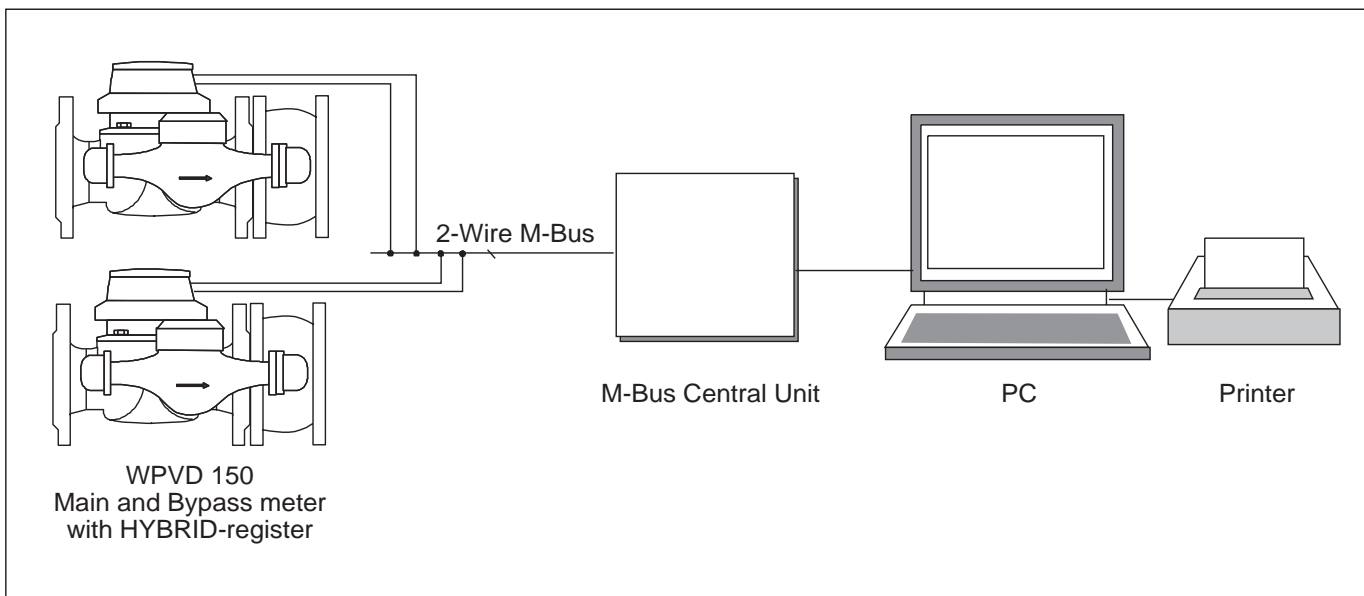 2-Wire M-Bus
M-Bus Central Unit
PC
Printer
WPVD 150
Main and Bypass meter
with HYBRID-register